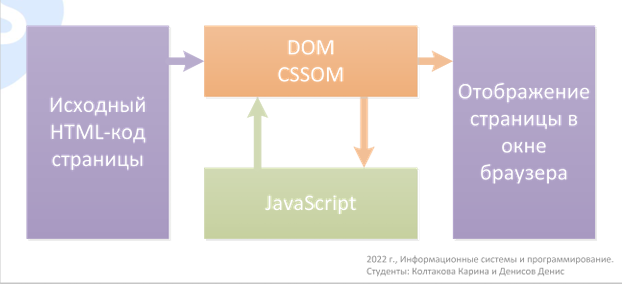 Исходный
HTML-код
страницы
DOM
CSSOM
JavaScript
Отображение
страницы в
окне
браузера
2022 г., Информационные системы и программирование.
Студенты: Колтакова Карина и Денисов Денис